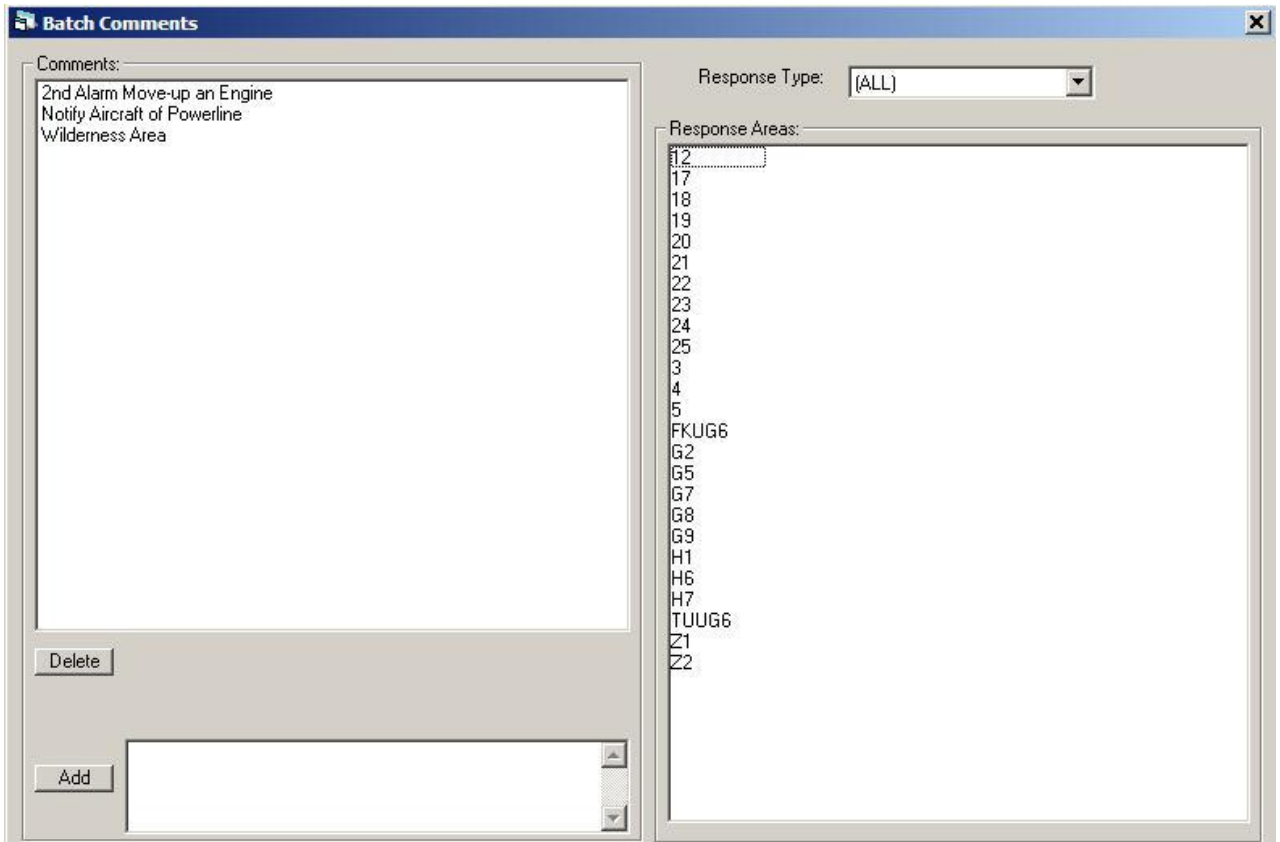 Batch Comments
Comments:
2nd Alarm Move-up an Engine
Notify Aircraft of Powerline
Wilderness Area
Delete
Add
Response Type: (ALL)
Response Areas:
12
17
18
19
20
21
22
23
24
25
3
4
5
FKUG6
G2
G5
G7
G8
G9
H1
H6
H7
TUUG6
Z1
Z2